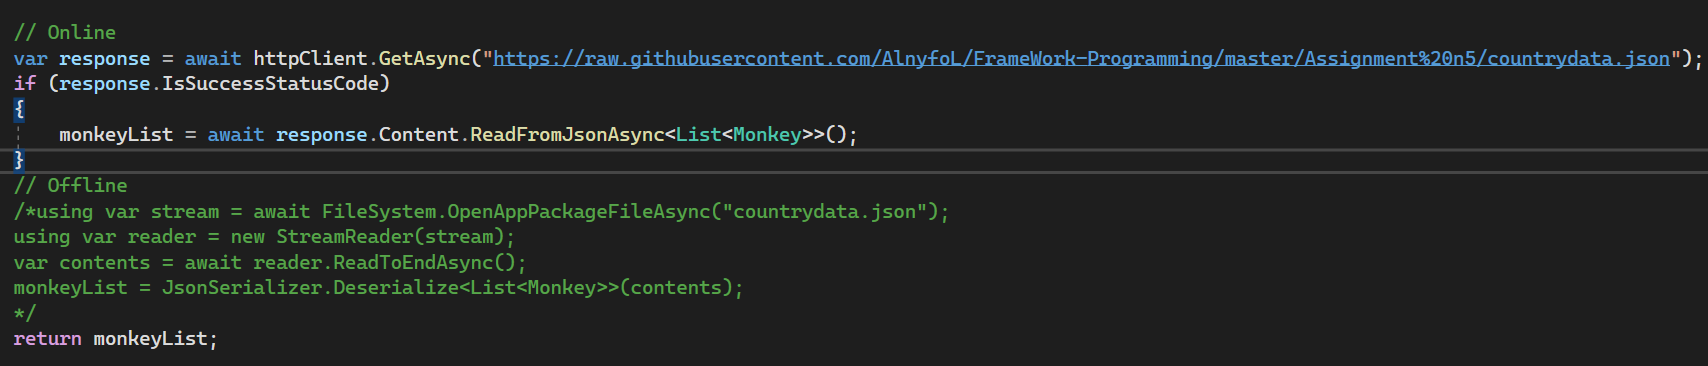 // Online
var response = await httpClient.GetAsync("https://raw.githubusercontent.com/AlnyfoL/FrameWork-Programming/master/Assignment%20n5/countrydata.json");
if (response.IsSuccessStatusCode)
{
    monkeyList = await response.Content.ReadFromJsonAsync<List<Monkey>>();
}
// Offline
/*using var stream = await FileSystem.OpenAppPackageFileAsync("countrydata.json");
using var reader = new StreamReader(stream);
var contents = await reader.ReadToEndAsync();
monkeyList = JsonSerializer.Deserialize<List<Monkey>>(contents);
*/
return monkeyList;